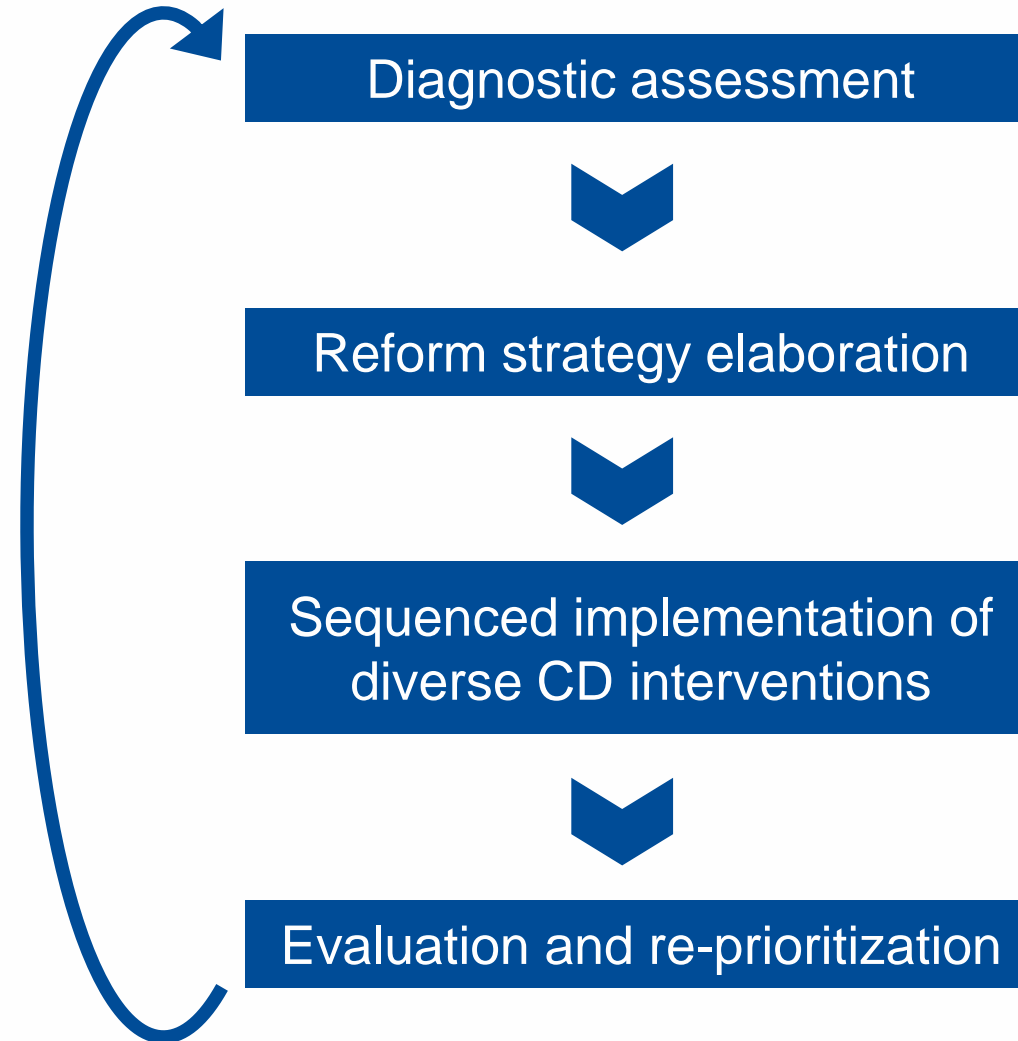 Diagnostic assessment
Reform strategy elaboration
Sequenced implementation of
diverse CD interventions
Evaluation and re-prioritization